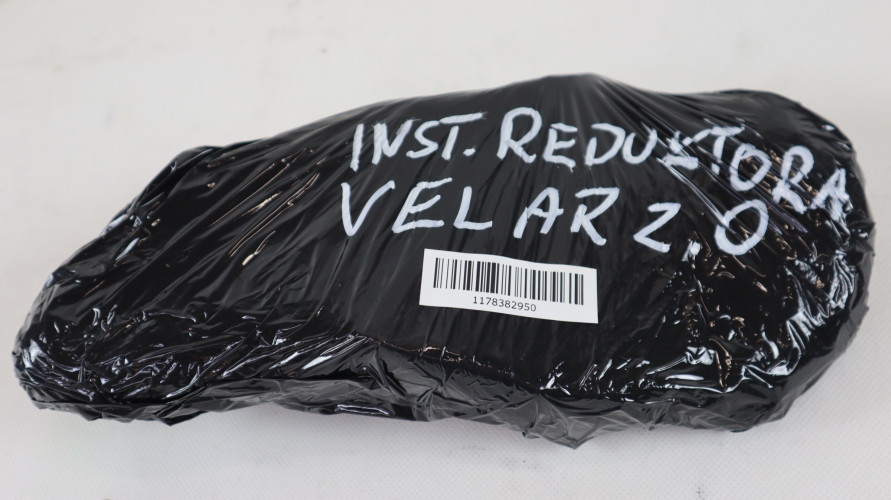 INST. REDUKTORA
VELAR 2.0
1178382950